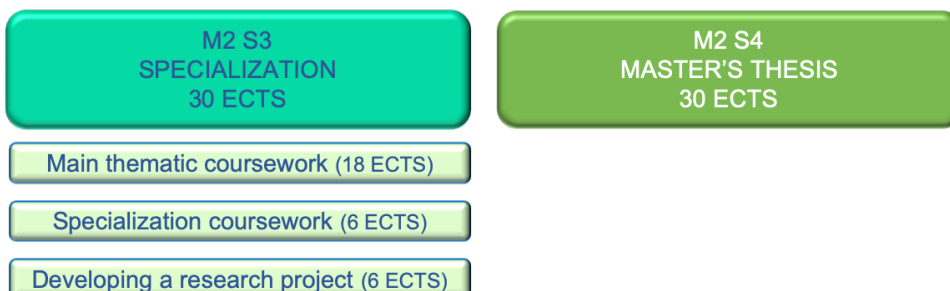 M2 S3
SPECIALIZATION
30 ECTS
M2 S4
MASTER'S THESIS
30 ECTS
Main thematic coursework (18 ECTS)
Specialization coursework (6 ECTS)
Developing a research project (6 ECTS)